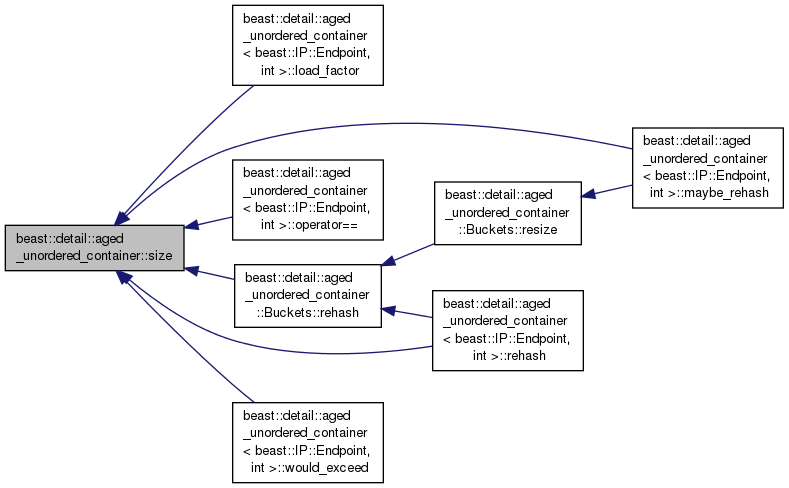 beast::detail::aged
_unordered_container
< beast::IP::Endpoint,
int >::load_factor
beast::detail::aged
_unordered_container
< beast::IP::Endpoint,
int >::maybe_rehash
beast::detail::aged
_unordered_container
< beast::IP::Endpoint,
int >::operator==
beast::detail::aged
_unordered_container
::Buckets::resize
beast::detail::aged
_unordered_container::size
beast::detail::aged
_unordered_container
::Buckets::rehash
beast::detail::aged
_unordered_container
< beast::IP::Endpoint,
int >::rehash
beast::detail::aged
_unordered_container
< beast::IP::Endpoint,
int >::would_exceed